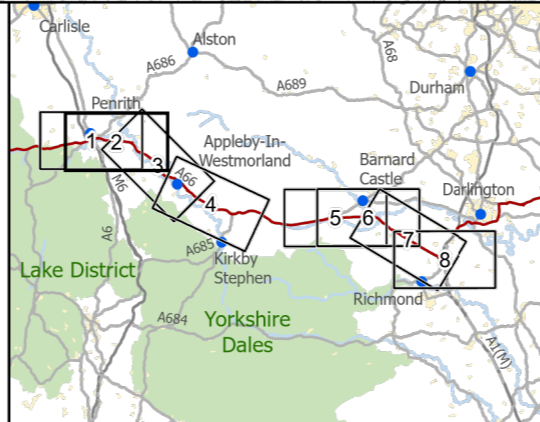 Carlisle
Alston
A686
A68
A689
Durham
Penrith
1
2
3
Appleby-In-
Westmorland
A66
4
M6
A6
A685
Kirkby
Stephen
Barnard
Castle
Darlington
5
6
7
8
Richmond
Lake District
A684
Yorkshire
Dales
A1(M)